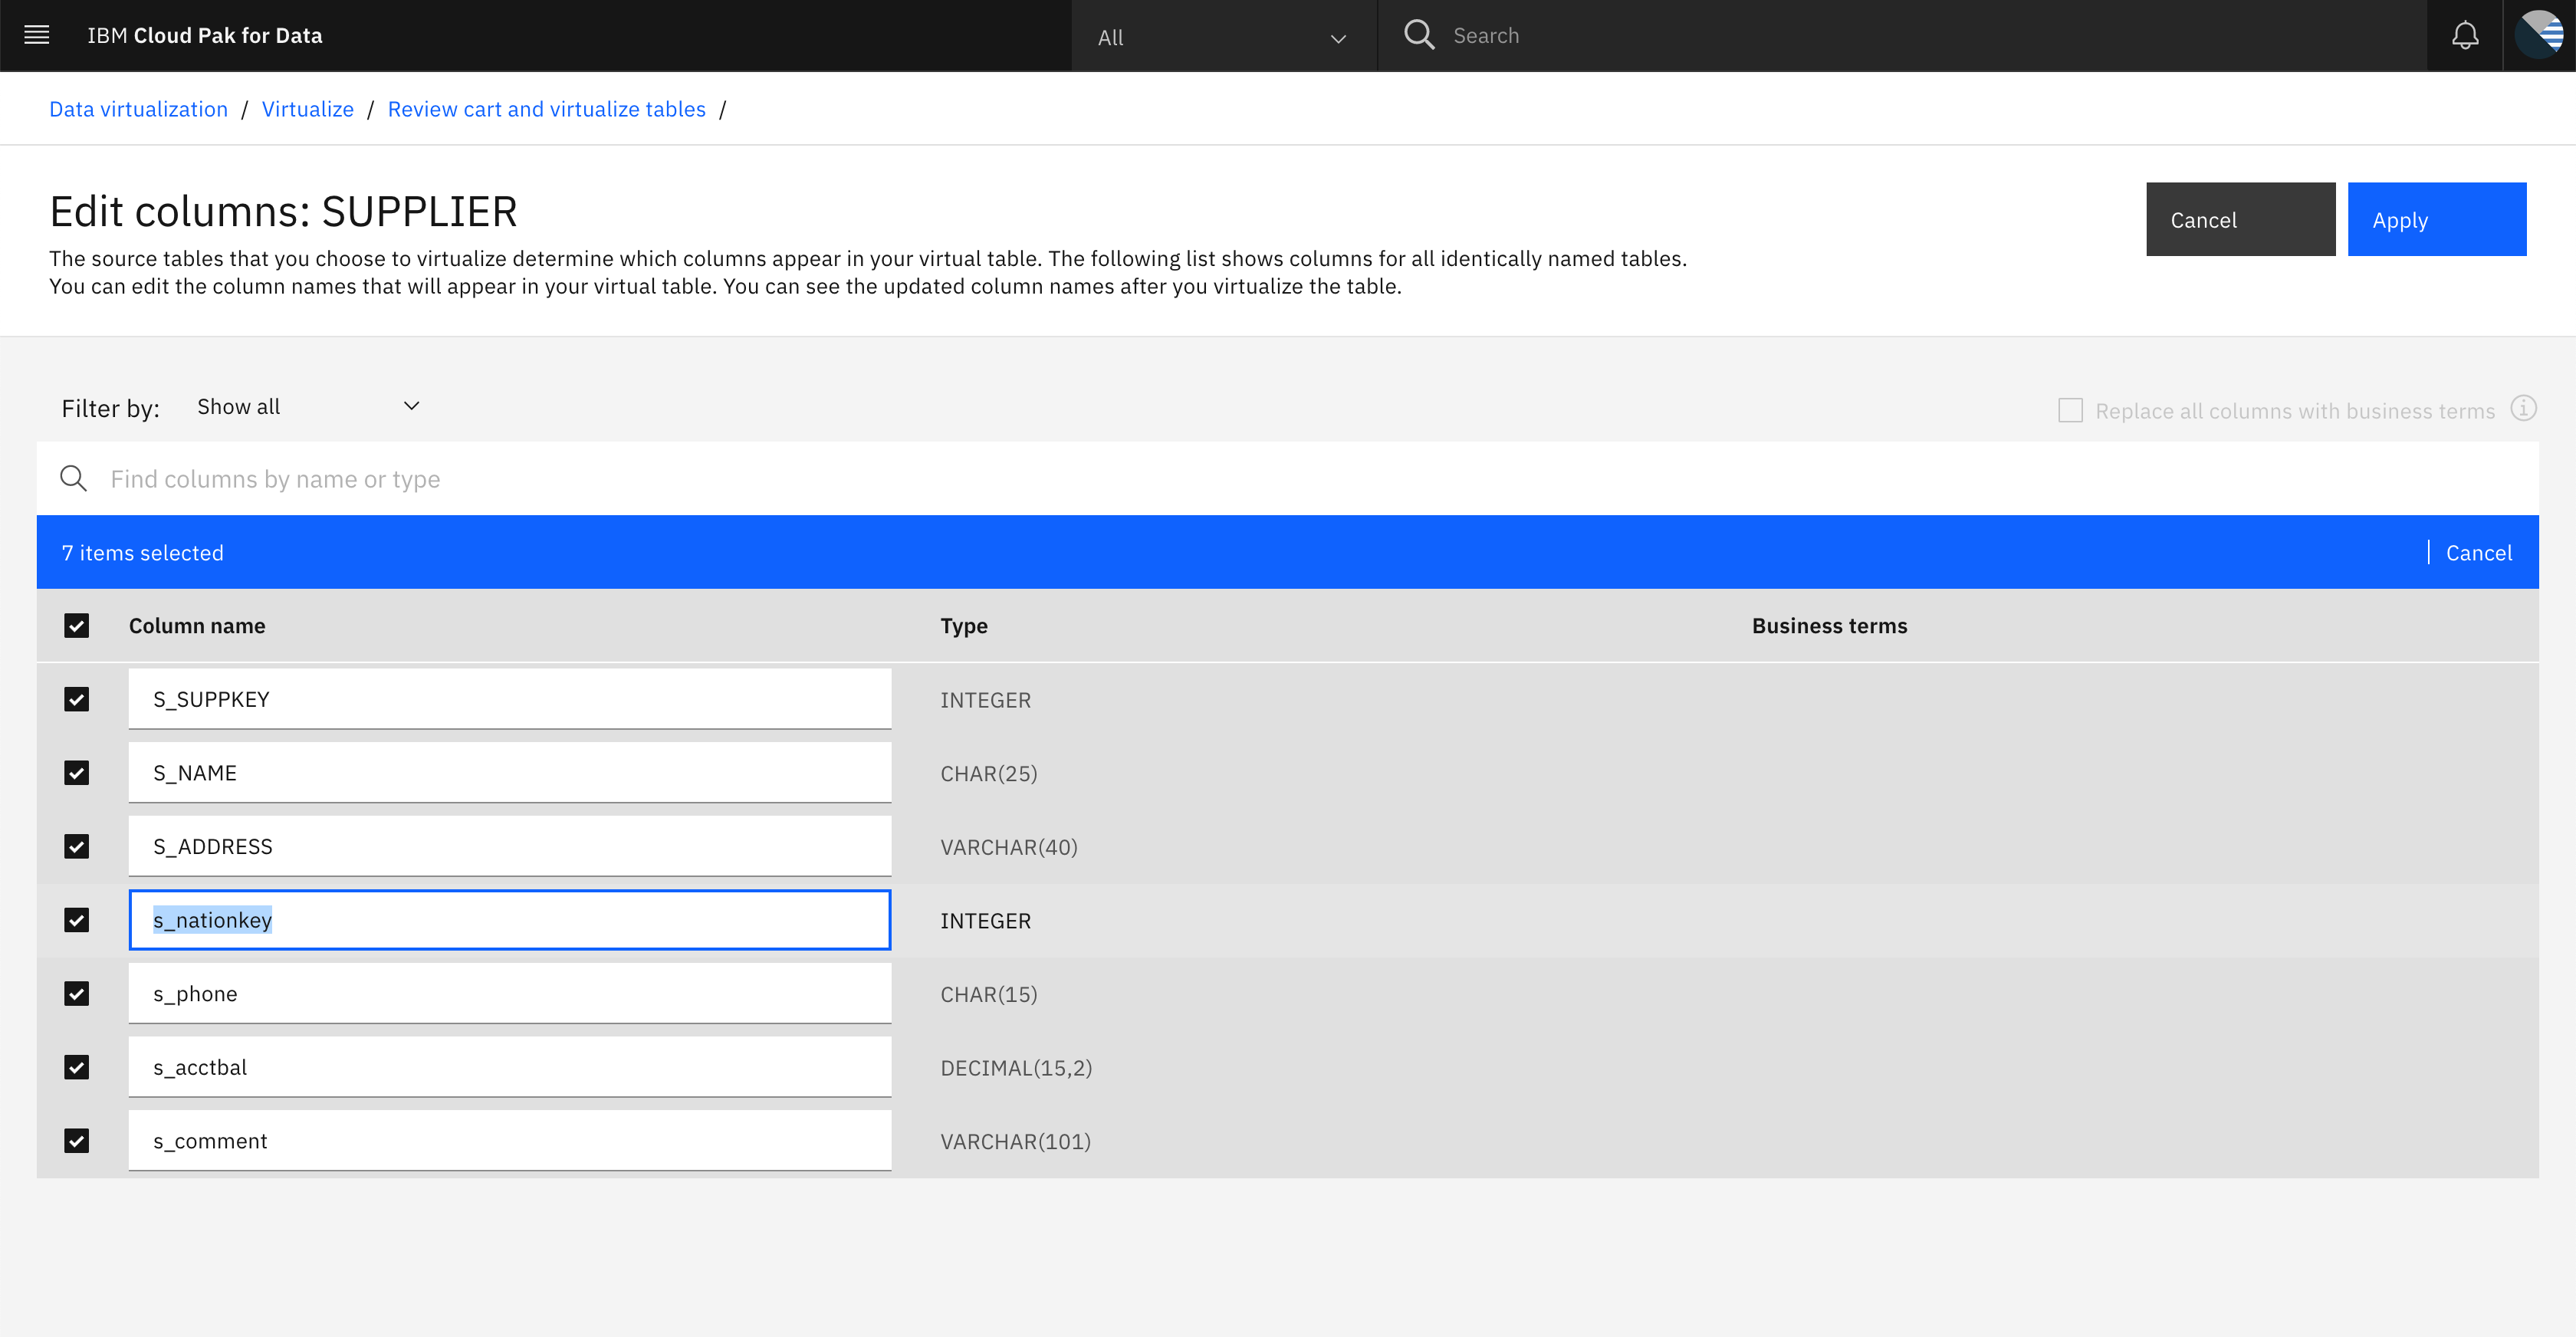 IBM Cloud Pak for Data
All
Search
Data virtualization / Virtualize / Review cart and virtualize tables /
Edit columns: SUPPLIER
Cancel
Apply
The source tables that you choose to virtualize determine which columns appear in your virtual table. The following list shows columns for all identically named tables.
You can edit the column names that will appear in your virtual table. You can see the updated column names after you virtualize the table.
Filter by: Show all
Replace all columns with business terms
Find columns by name or type
7 items selected
Cancel
Column name Type Business terms
S_SUPPKEY INTEGER
S_NAME CHAR(25)
S_ADDRESS VARCHAR(40)
s_nationkey INTEGER
s_phone CHAR(15)
s_acctbal DECIMAL(15,2)
s_comment VARCHAR(101)